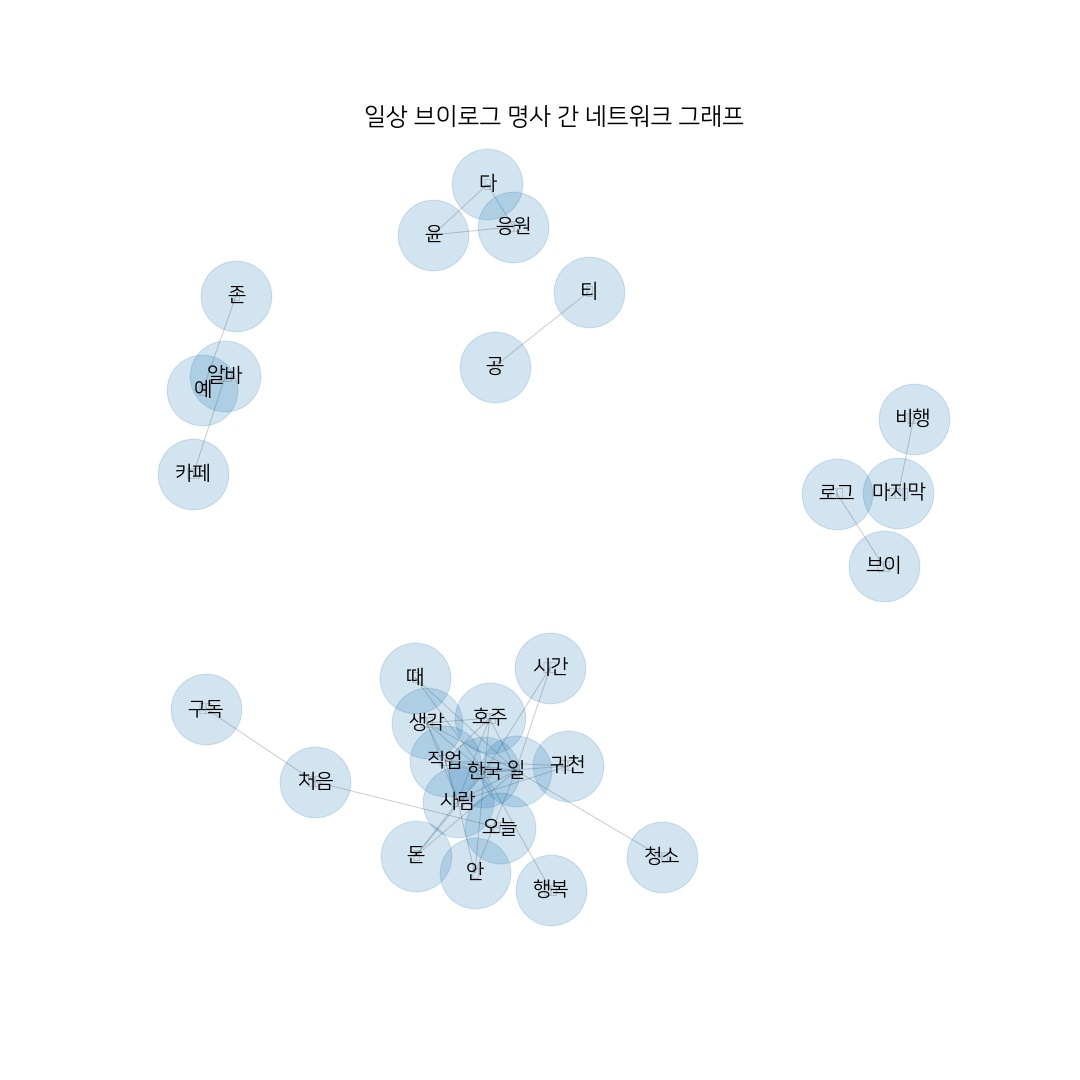 일상 브이로그 명사 간 네트워크 그래프
다
윤
응원
티
존
공
알바
예
카페
비행
로그
마지막
브이
때
시간
구독
생각
호주
직업
한국
일
귀천
처음
사람
오늘
돈
안
행복
청소